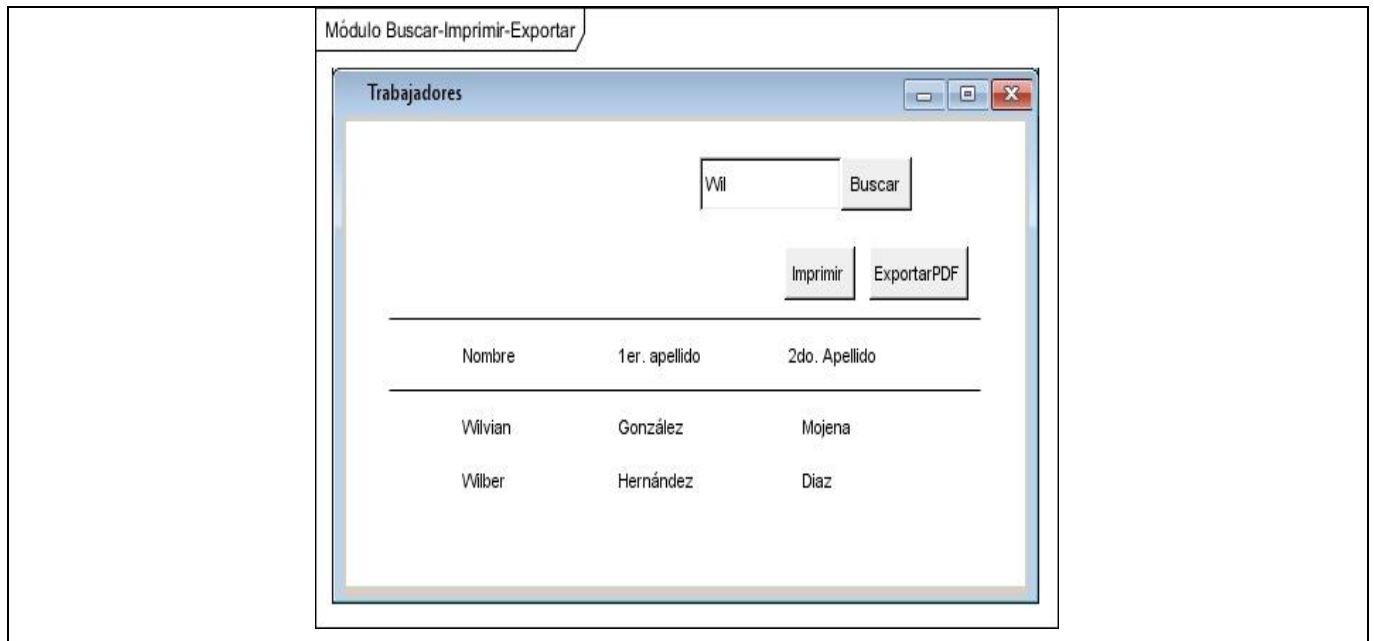 Módulo Buscar-Imprimir-Exportar
Trabajadores
Wil Buscar
Imprimir ExportarPDF
Nombre 1er. apellido 2do. Apellido
Wilvian González Mojena
Wilber Hernández Diaz